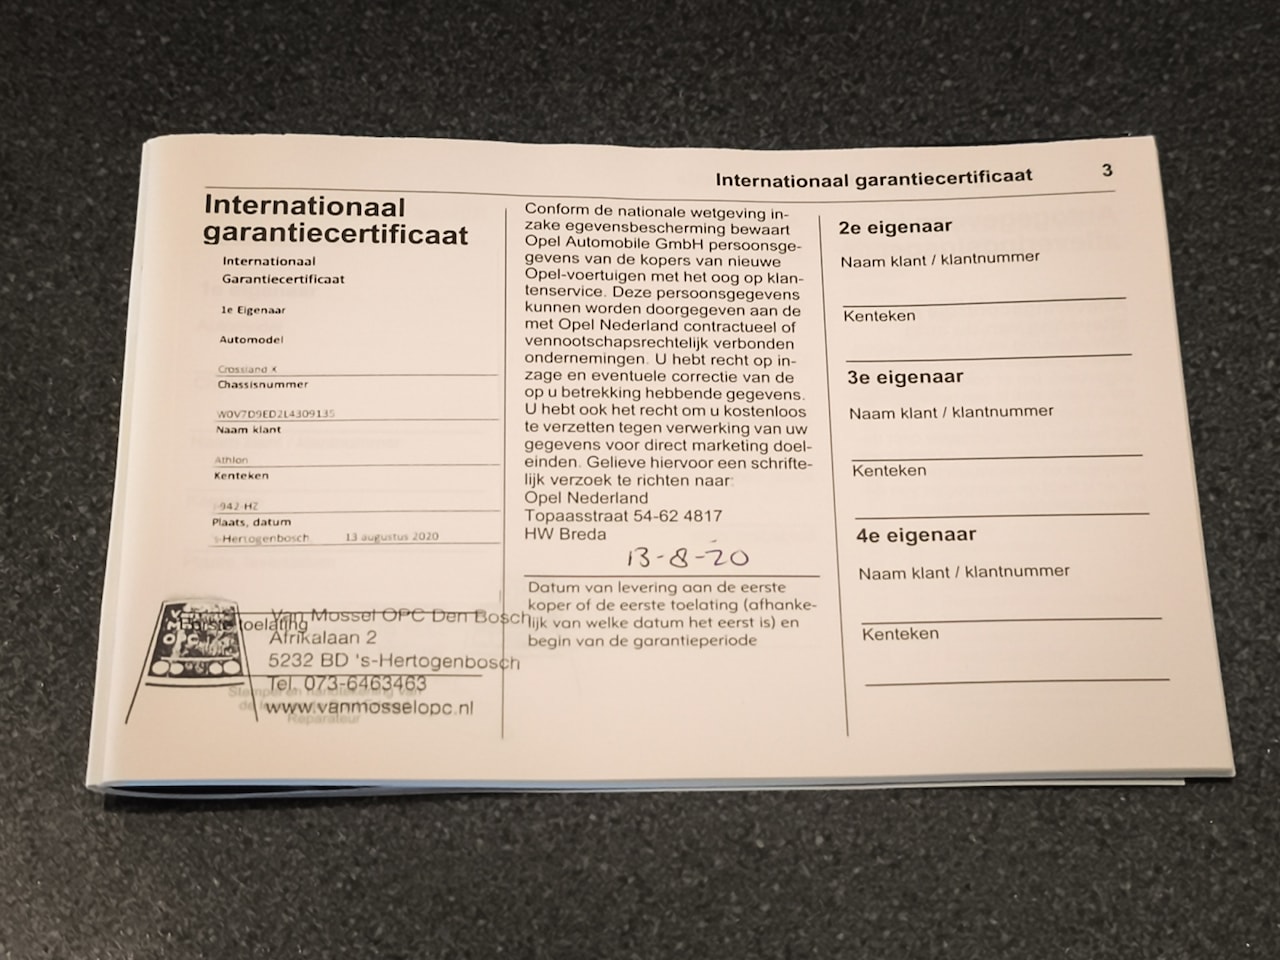 Internationaal garantiecertificaat 3
Internationaal
garantiecertificaat
Internationaal
Garantiecertificaat
1e Eigenaar
Automodel
Crossland X
Chassisnummer
W0V7D9ED2L4309135
Naam klant
Athlon
Kenteken
-942-HZ
Plaats, datum
's-Hertogenbosch 13 augustus 2020
Eerste toelating
Van Mossel OPC Den Bosch
Afrikalaan 2
5232 BD 's-Hertogenbosch
Tel. 073-6463463
www.vanmosselopc.nl
Stempel en handtekening van
Reparateur
Conform de nationale wetgeving in-
zake egevensbescherming bewaart
Opel Automobile GmbH persoonsge-
gevens van de kopers van nieuwe
Opel-voertuigen met het oog op klan-
tenservice. Deze persoonsgegevens
kunnen worden doorgegeven aan de
met Opel Nederland contractueel of
vennootschapsrechtelijk verbonden
ondernemingen. U hebt recht op in-
zage en eventuele correctie van de
op u betrekking hebbende gegevens.
U hebt ook het recht om u kostenloos
te verzetten tegen verwerking van uw
gegevens voor direct marketing doel-
einden. Gelieve hiervoor een schrifte-
lijk verzoek te richten naar:
Opel Nederland
Topaasstraat 54-62 4817
HW Breda
13-8-20
Datum van levering aan de eerste
koper of de eerste toelating (afhanke-
lijk van welke datum het eerst is) en
begin van de garantieperiode
2e eigenaar
Naam klant / klantnummer
Kenteken
3e eigenaar
Naam klant / klantnummer
Kenteken
4e eigenaar
Naam klant / klantnummer
Kenteken